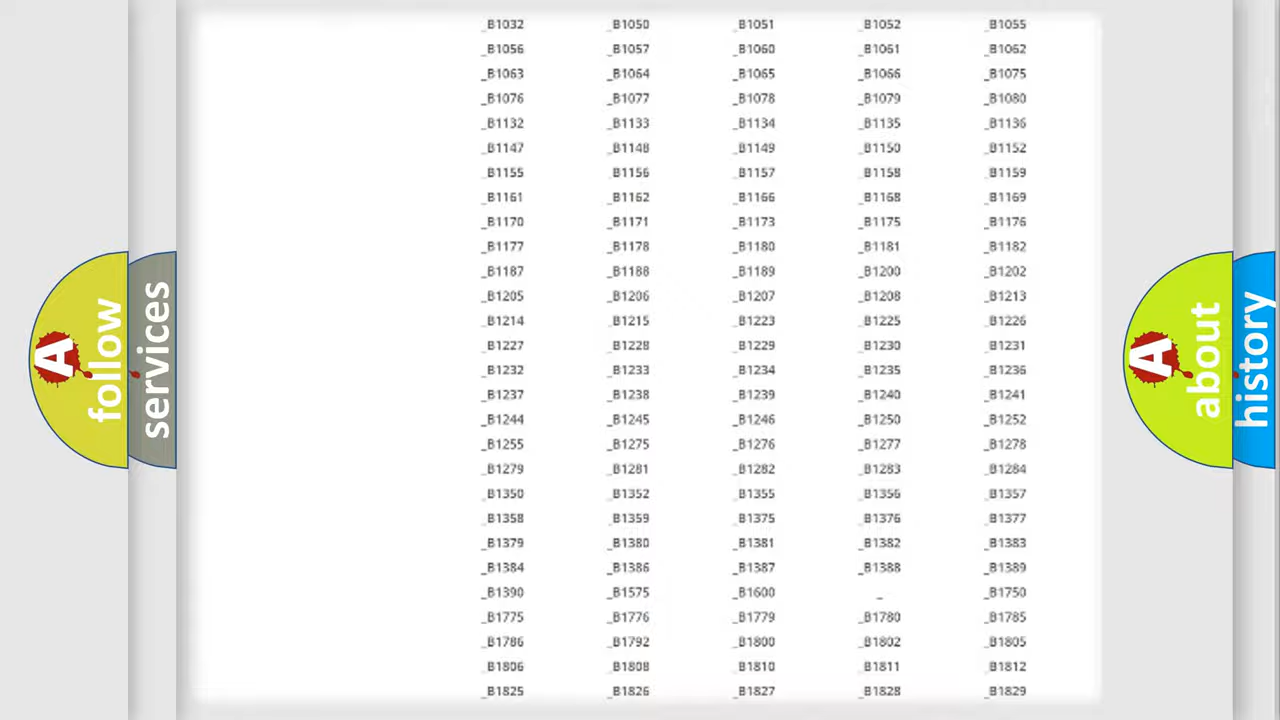 _B1032 _B1050 _B1051 _B1052 _B1055
_B1056 _B1057 _B1060 _B1061 _B1062
_B1063 _B1064 _B1065 _B1066 _B1075
_B1076 _B1077 _B1078 _B1079 _B1080
_B1132 _B1133 _B1134 _B1135 _B1136
_B1147 _B1148 _B1149 _B1150 _B1152
_B1155 _B1156 _B1157 _B1158 _B1159
_B1161 _B1162 _B1166 _B1168 _B1169
_B1170 _B1171 _B1173 _B1175 _B1176
_B1177 _B1178 _B1180 _B1181 _B1182
_B1187 _B1188 _B1189 _B1200 _B1202
_B1205 _B1206 _B1207 _B1208 _B1213
_B1214 _B1215 _B1223 _B1225 _B1226
_B1227 _B1228 _B1229 _B1230 _B1231
_B1232 _B1233 _B1234 _B1235 _B1236
_B1237 _B1238 _B1239 _B1240 _B1241
_B1244 _B1245 _B1246 _B1250 _B1252
_B1255 _B1275 _B1276 _B1277 _B1278
_B1279 _B1281 _B1282 _B1283 _B1284
_B1350 _B1352 _B1355 _B1356 _B1357
_B1358 _B1359 _B1375 _B1376 _B1377
_B1379 _B1380 _B1381 _B1382 _B1383
_B1384 _B1386 _B1387 _B1388 _B1389
_B1390 _B1575 _B1600 _ _B1750
_B1775 _B1776 _B1779 _B1780 _B1785
_B1786 _B1792 _B1800 _B1802 _B1805
_B1806 _B1808 _B1810 _B1811 _B1812
_B1825 _B1826 _B1827 _B1828 _B1829
A follow
services
A about
history